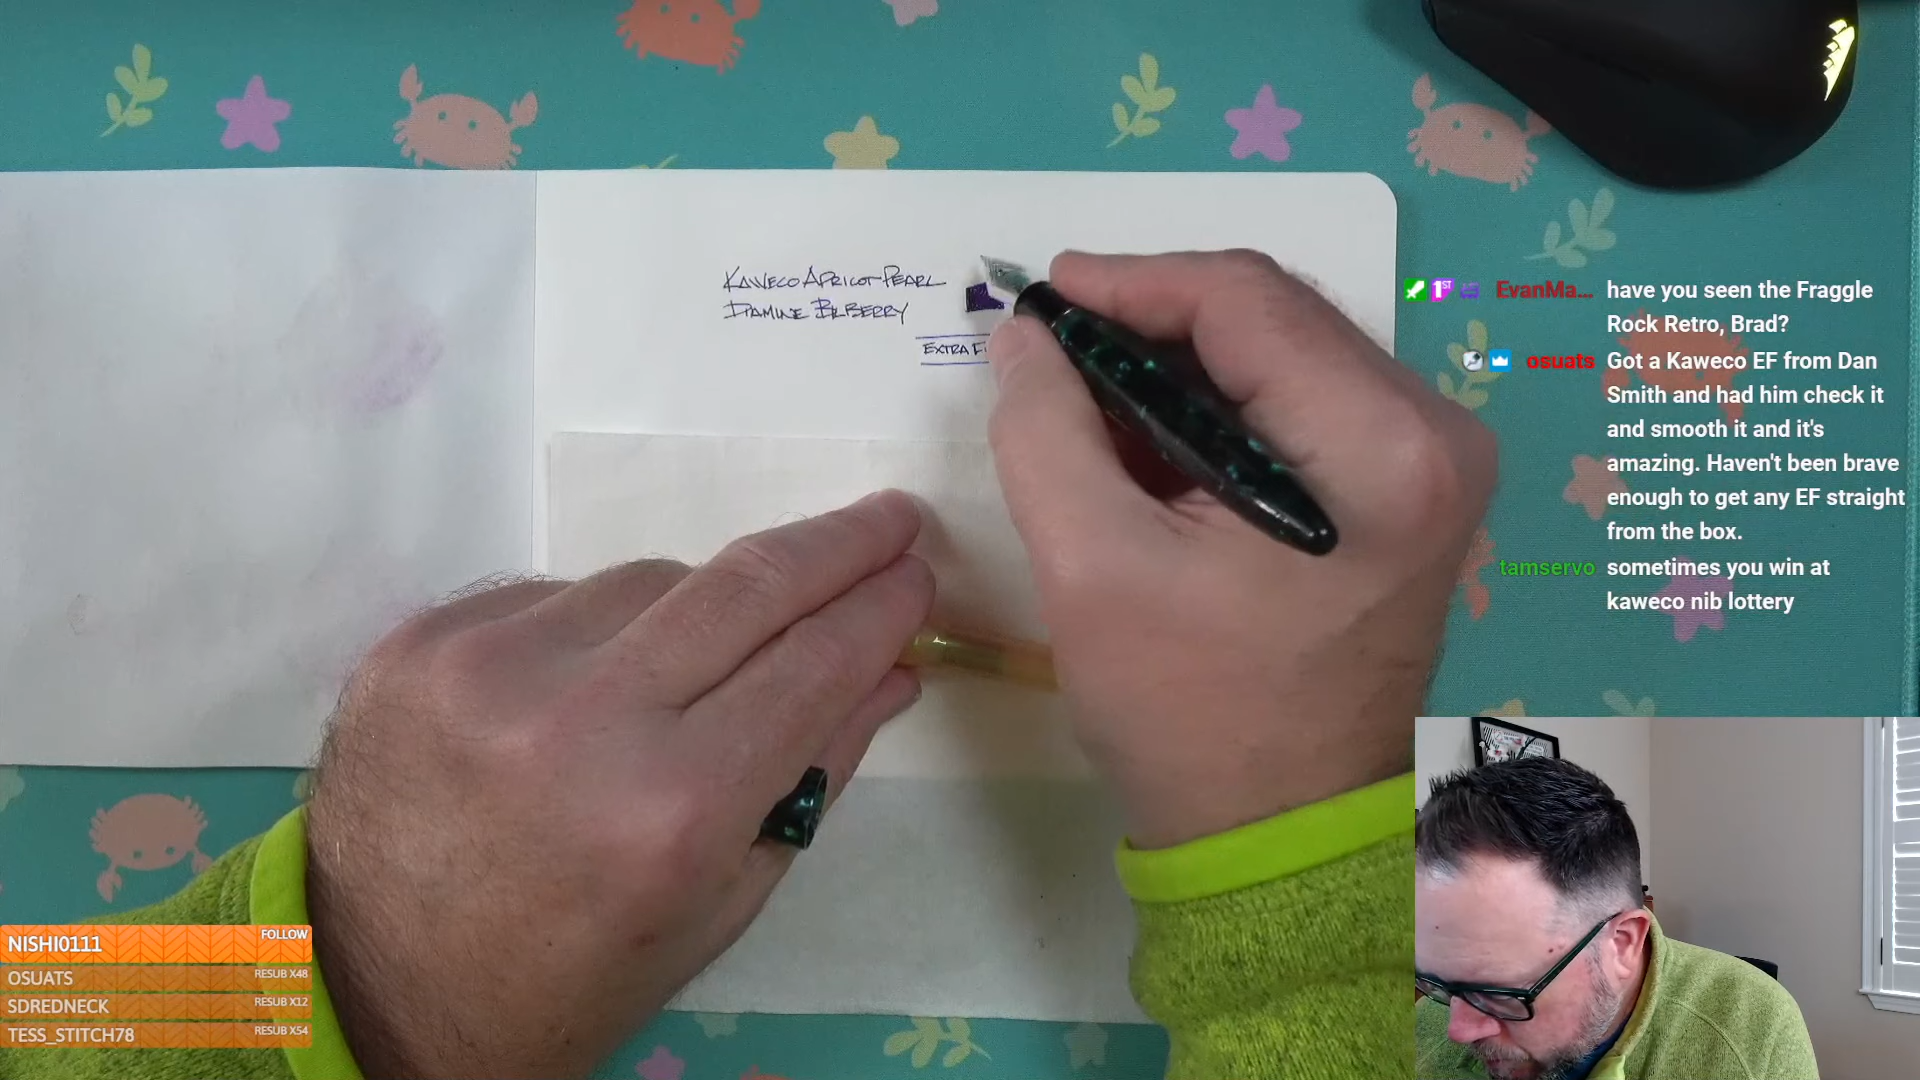 KAWECO APRICOT PEARL
DIAMINE BILBERRY
EXTRA
1ST EvanMa... have you seen the Fraggle
Rock Retro, Brad?
osuats Got a Kaweco EF from Dan
Smith and had him check it
and smooth it and it's
amazing. Haven't been brave
enough to get any EF straight
from the box.
tamservo sometimes you win at
kaweco nib lottery
NISHI0111 FOLLOW
OSUATS RESUB X48
SDREDNECK RESUB X12
TESS_STITCH78 RESUB X54